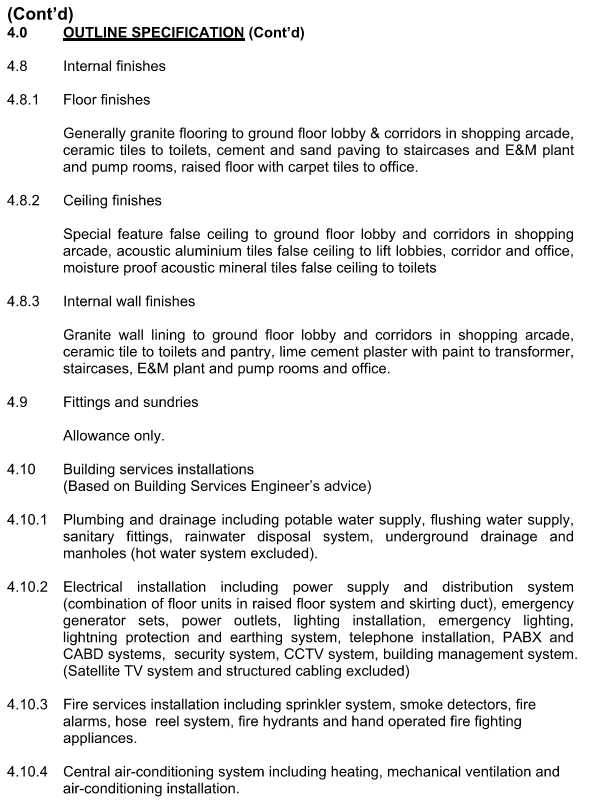 (Cont’d)
4.0 OUTLINE SPECIFICATION (Cont’d)
4.8 Internal finishes
4.8.1 Floor finishes
Generally granite flooring to ground floor lobby & corridors in shopping arcade,
ceramic tiles to toilets, cement and sand paving to staircases and E&M plant
and pump rooms, raised floor with carpet tiles to office.
4.8.2 Ceiling finishes
Special feature false ceiling to ground floor lobby and corridors in shopping
arcade, acoustic aluminium tiles false ceiling to lift lobbies, corridor and office,
moisture proof acoustic mineral tiles false ceiling to toilets
4.8.3 Internal wall finishes
Granite wall lining to ground floor lobby and corridors in shopping arcade,
ceramic tile to toilets and pantry, lime cement plaster with paint to transformer,
staircases, E&M plant and pump rooms and office.
4.9 Fittings and sundries
Allowance only.
4.10 Building services installations
(Based on Building Services Engineer’s advice)
4.10.1 Plumbing and drainage including potable water supply, flushing water supply,
sanitary fittings, rainwater disposal system, underground drainage and
manholes (hot water system excluded).
4.10.2 Electrical installation including power supply and distribution system
(combination of floor units in raised floor system and skirting duct), emergency
generator sets, power outlets, lighting installation, emergency lighting,
lightning protection and earthing system, telephone installation, PABX and
CABD systems, security system, CCTV system, building management system.
(Satellite TV system and structured cabling excluded)
4.10.3 Fire services installation including sprinkler system, smoke detectors, fire
alarms, hose reel system, fire hydrants and hand operated fire fighting
appliances.
4.10.4 Central air-conditioning system including heating, mechanical ventilation and
air-conditioning installation.